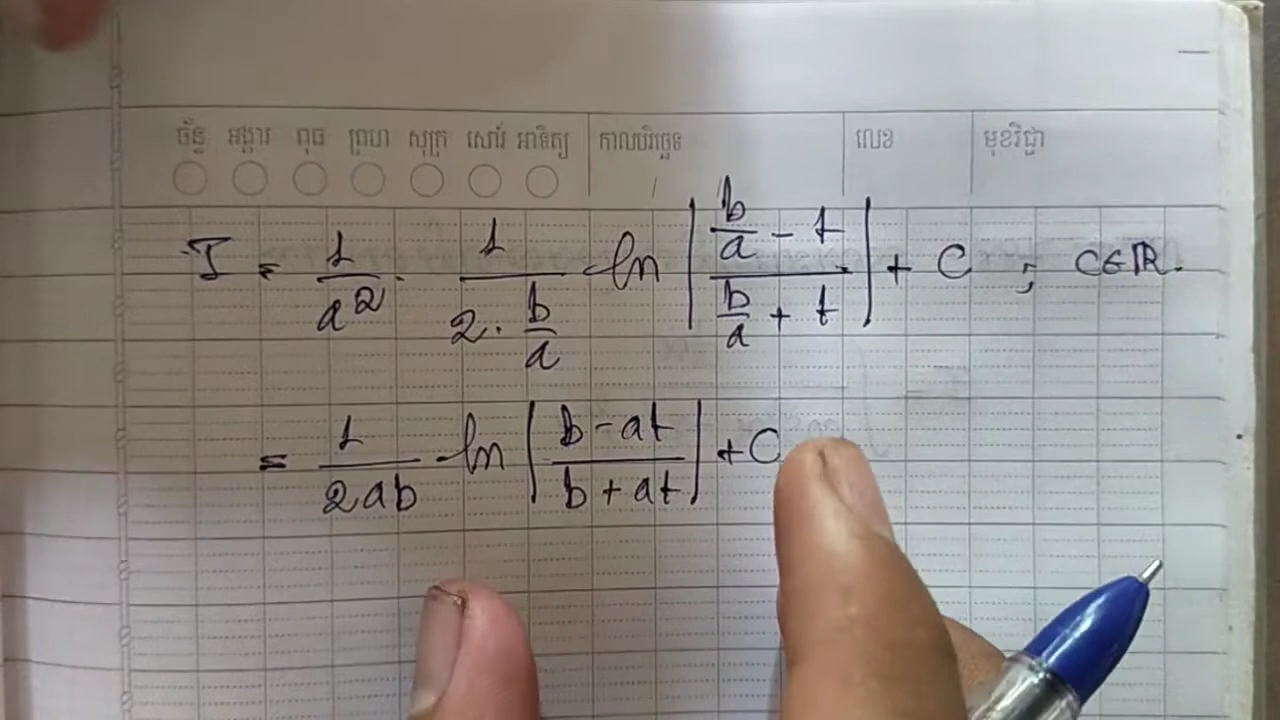 ច័ន្ទ អង្គារ ពុធ ព្រហ សុក្រ សៅរ៍ អាទិត្យ កាលបរិច្ឆេទ លេខ មុខវិជ្ជា
I = 1/a² · 1/(2 · b/a) ln |(b/a - t)/(b/a + t)| + C ; C∈ℝ.
= 1/(2ab) ln |(b - at)/(b + at)| + C